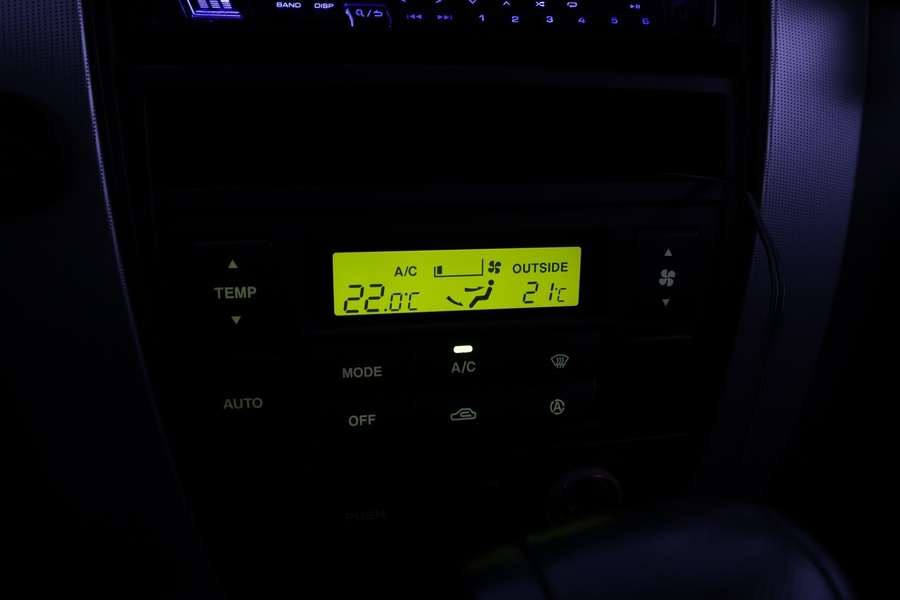 BAND DISP
1 2 3 4 5 6
A/C OUTSIDE
22.0°C 21°C
TEMP
MODE A/C
AUTO OFF A
PUSH